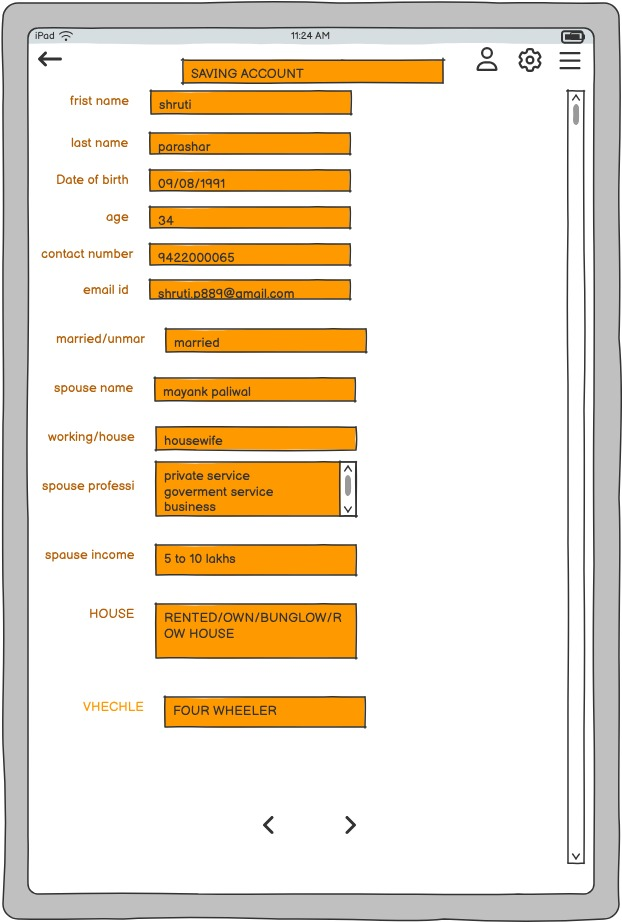 iPad 11:24 AM
SAVING ACCOUNT
frist name shruti
last name parashar
Date of birth 09/08/1991
age 34
contact number 9422000065
email id shruti.p889@gmail.com
married/unmar married
spouse name mayank paliwal
working/house housewife
spouse professi private service
goverment service
business
spause income 5 to 10 lakhs
HOUSE RENTED/OWN/BUNGLOW/R
OW HOUSE
VHECHLE FOUR WHEELER